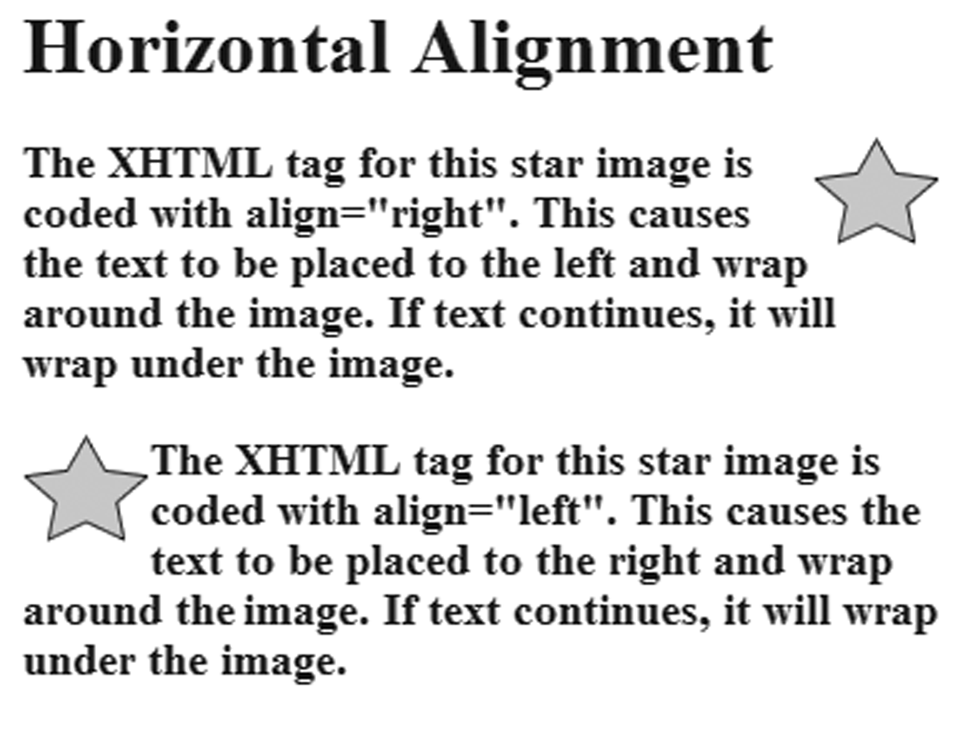 Horizontal Alignment
The XHTML tag for this star image is
coded with align="right". This causes
the text to be placed to the left and wrap
around the image. If text continues, it will
wrap under the image.
The XHTML tag for this star image is
coded with align="left". This causes the
text to be placed to the right and wrap
around the image. If text continues, it will wrap
under the image.